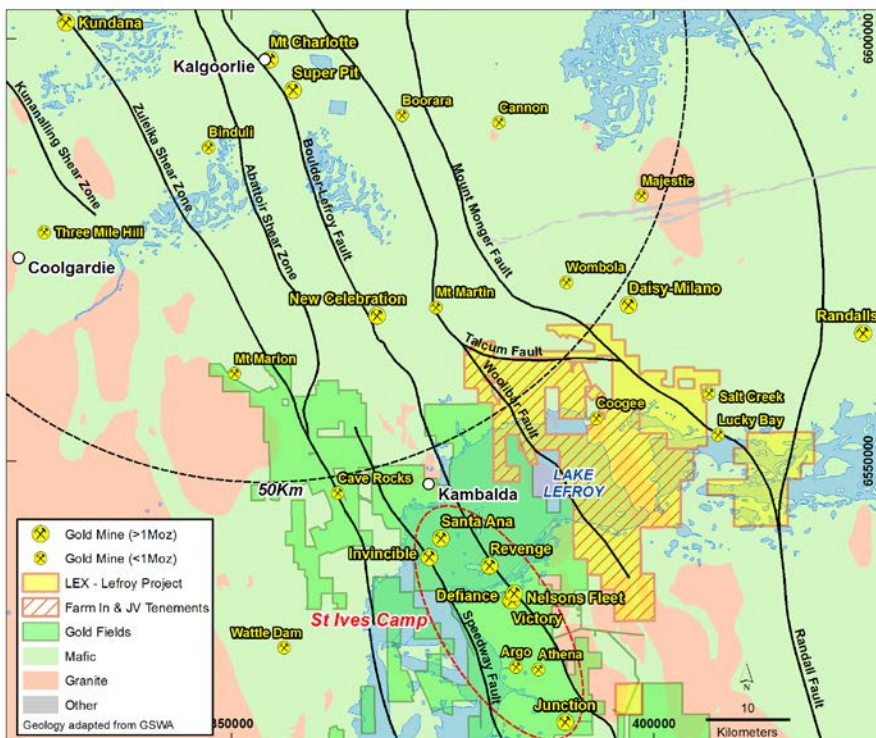 Kundana
Mt Charlotte
Kalgoorlie
Super Pit
6600000
Kunanalling Shear Zone
Zuleika Shear Zone
Binduli
Boorara
Cannon
Abattoir Shear Zone
Boulder-Lefroy Fault
Mount Monger Fault
Majestic
Three Mile Hill
Coolgardie
Wombola
New Celebration
Mt Martin
Daisy-Milano
Randalls
Talcum Fault
Mt Marion
Woolibar Fault
Coogee
Salt Creek
Lucky Bay
50Km
Cave Rocks
Kambalda
LAKE
LEFROY
6550000
Santa Ana
Invincible
Revenge
Defiance
Nelsons Fleet
Victory
St Ives Camp
Speedway Fault
Wattle Dam
Argo
Athena
Junction
Randall Fault
Gold Mine (>1Moz)
Gold Mine (<1Moz)
LEX - Lefroy Project
Farm In & JV Tenements
Gold Fields
Mafic
Granite
Other
Geology adapted from GSWA
350000
400000
N
10
Kilometers